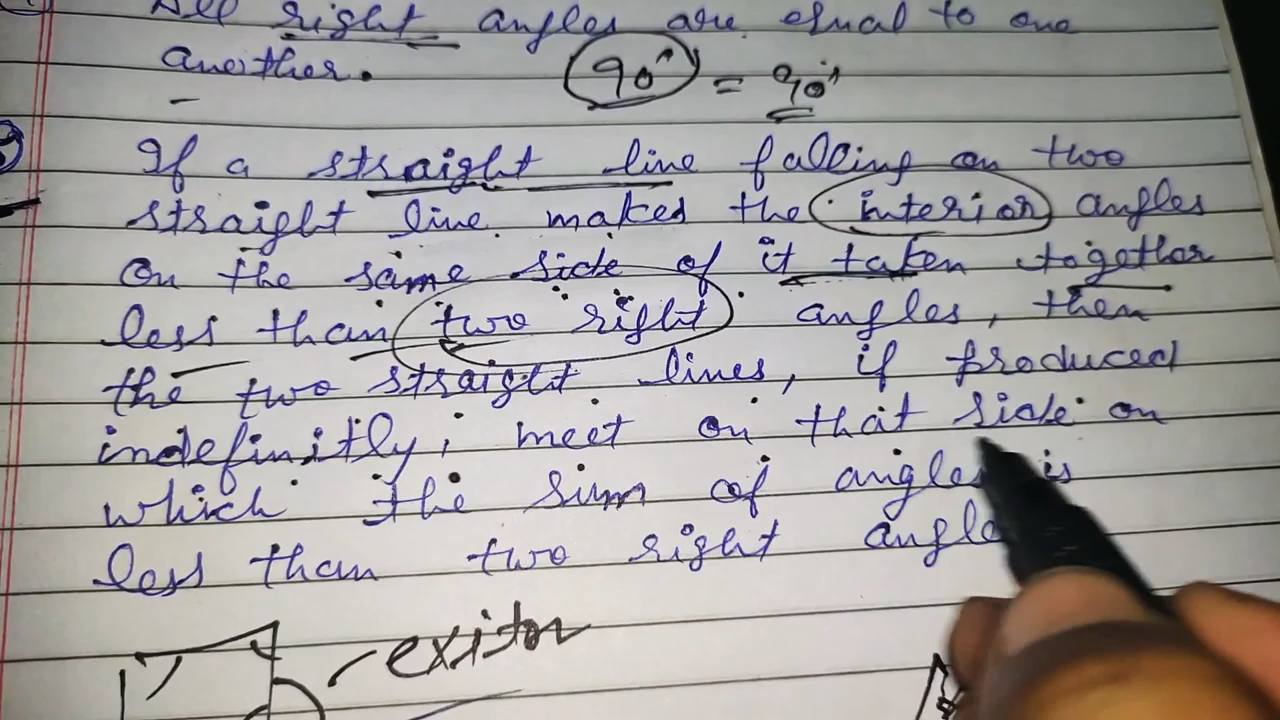 All right angles are equal to one
another. 90° = 90°
If a straight line falling on two
straight line makes the interior angles
on the same side of it taken together
less than two right angles, then
the two straight lines, if produced
indefinitly, meet on that side on
which the sum of angles is
less than two right angle
exitor